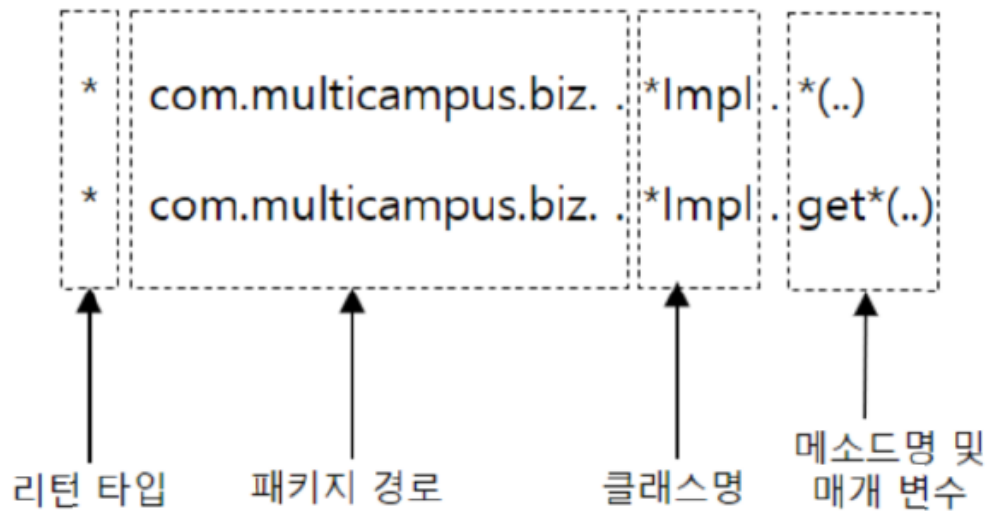 * com.multicampus.biz. . *Impl . *(..)
* com.multicampus.biz. . *Impl . get*(..)
리턴 타입 패키지 경로 클래스명 메소드명 및
매개 변수